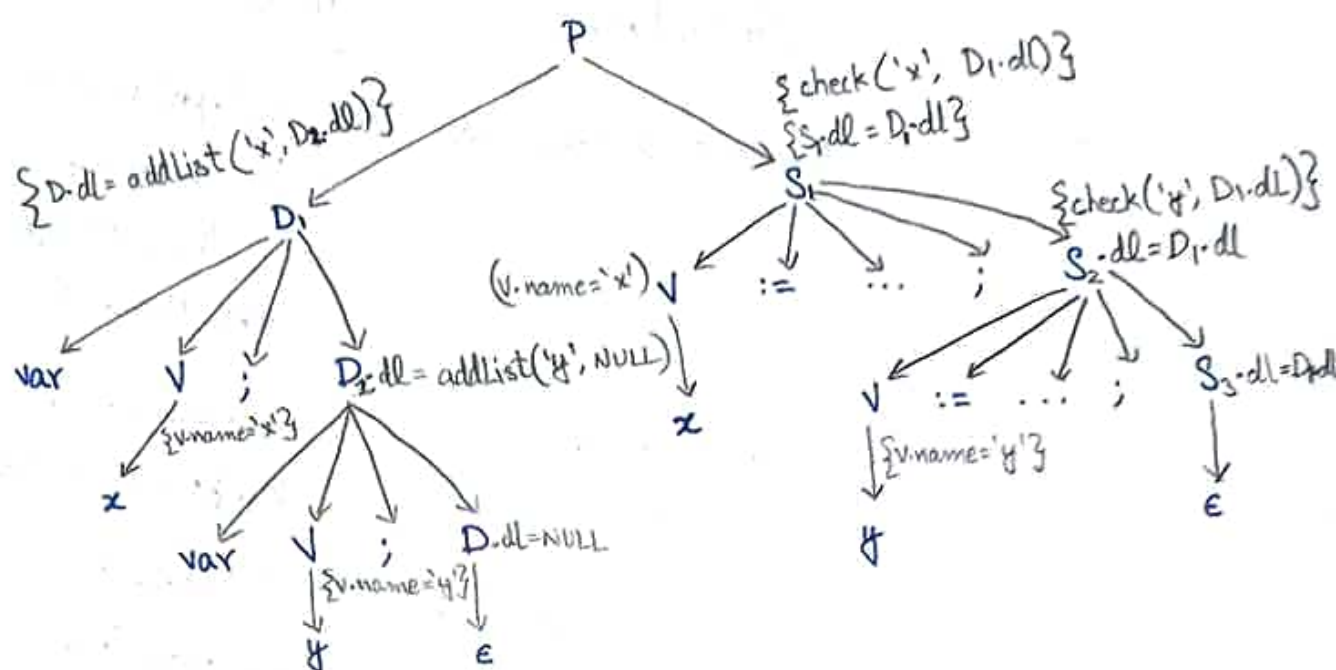 P
{check('x', D₁.dl)}
{S₁.dl = D₁.dl}
{D.dl = addList('x', D₂.dl)}
S₁
{check('y', D₁.dl)}
D₁
S₂.dl = D₁.dl
(v.name='x') V := ... ;
var V ; D₂.dl = addList('y', NULL)
V := ... ; S₃.dl = D₁.dl
{v.name='x'}
x
{v.name='y'}
x
ε
var V ; D.dl=NULL
y
{v.name='y'}
y ε